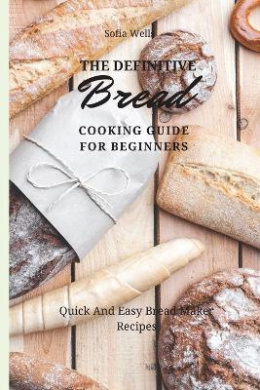 Sofia Wells
THE DEFINITIVE
Bread
COOKING GUIDE
FOR BEGINNERS
Quick And Easy Bread Maker
Recipes